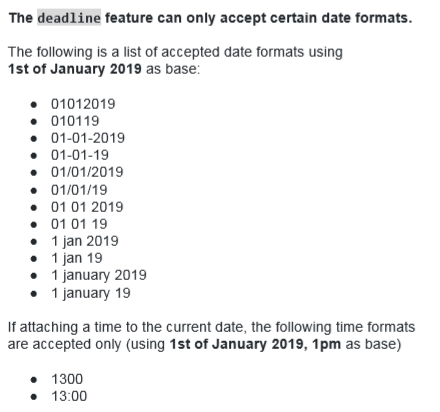 The deadline feature can only accept certain date formats.
The following is a list of accepted date formats using
1st of January 2019 as base:
• 01012019
• 010119
• 01-01-2019
• 01-01-19
• 01/01/2019
• 01/01/19
• 01 01 2019
• 01 01 19
• 1 jan 2019
• 1 jan 19
• 1 january 2019
• 1 january 19
If attaching a time to the current date, the following time formats
are accepted only (using 1st of January 2019, 1pm as base)
• 1300
• 13:00